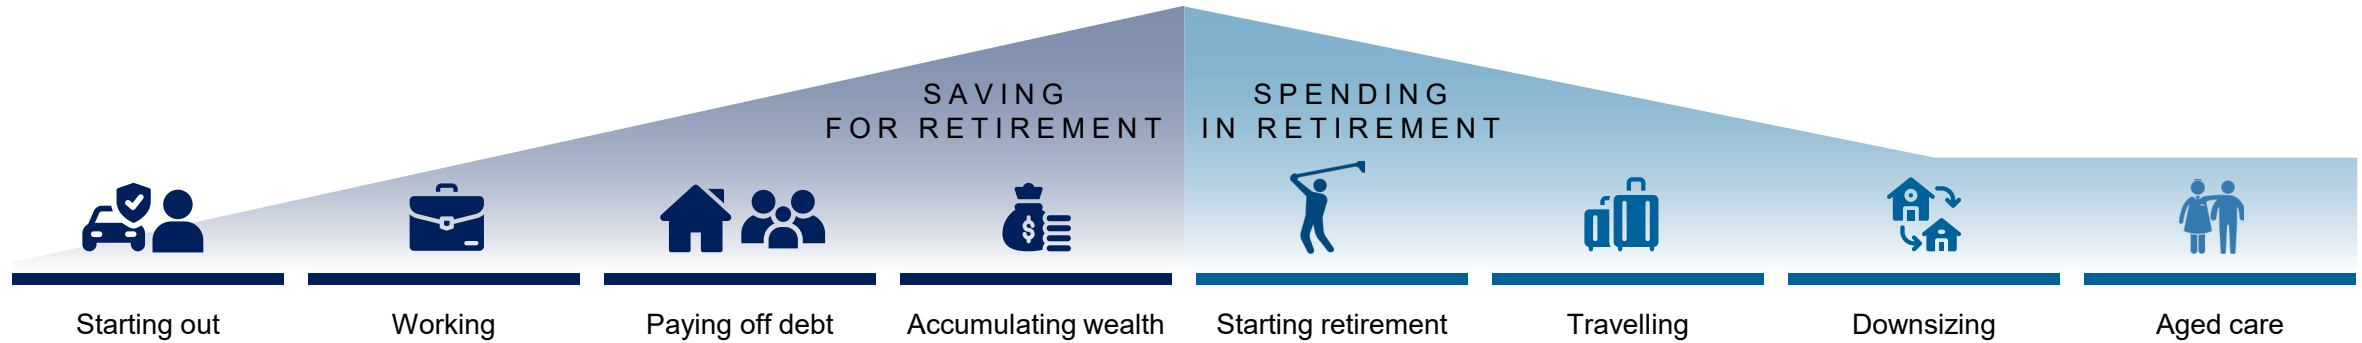 SAVING
FOR RETIREMENT
SPENDING
IN RETIREMENT
$
Starting out
Working
Paying off debt
Accumulating wealth
Starting retirement
Travelling
Downsizing
Aged care